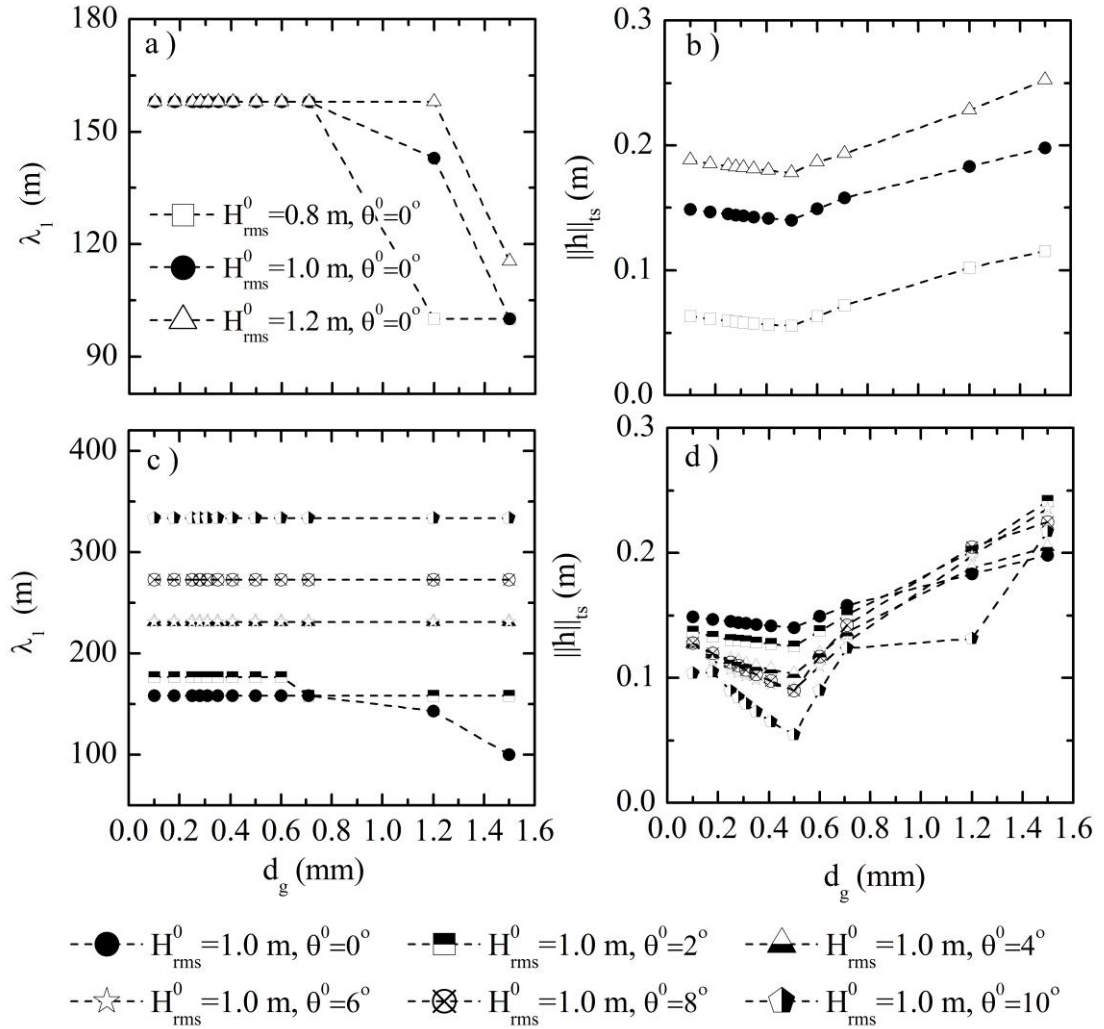 180
150
120
90
λ₁ (m)
a )
H⁰rms=0.8 m, θ⁰=0°
H⁰rms=1.0 m, θ⁰=0°
H⁰rms=1.2 m, θ⁰=0°
0.3
0.2
0.1
0.0
||h||ts (m)
b )
400
300
200
100
λ₁ (m)
c )
0.0 0.2 0.4 0.6 0.8 1.0 1.2 1.4 1.6
dg (mm)
0.3
0.2
0.1
0.0
||h||ts (m)
d )
0.2 0.4 0.6 0.8 1.0 1.2 1.4 1.6
dg (mm)
H⁰rms=1.0 m, θ⁰=0° H⁰rms=1.0 m, θ⁰=2° H⁰rms=1.0 m, θ⁰=4°
H⁰rms=1.0 m, θ⁰=6° H⁰rms=1.0 m, θ⁰=8° H⁰rms=1.0 m, θ⁰=10°